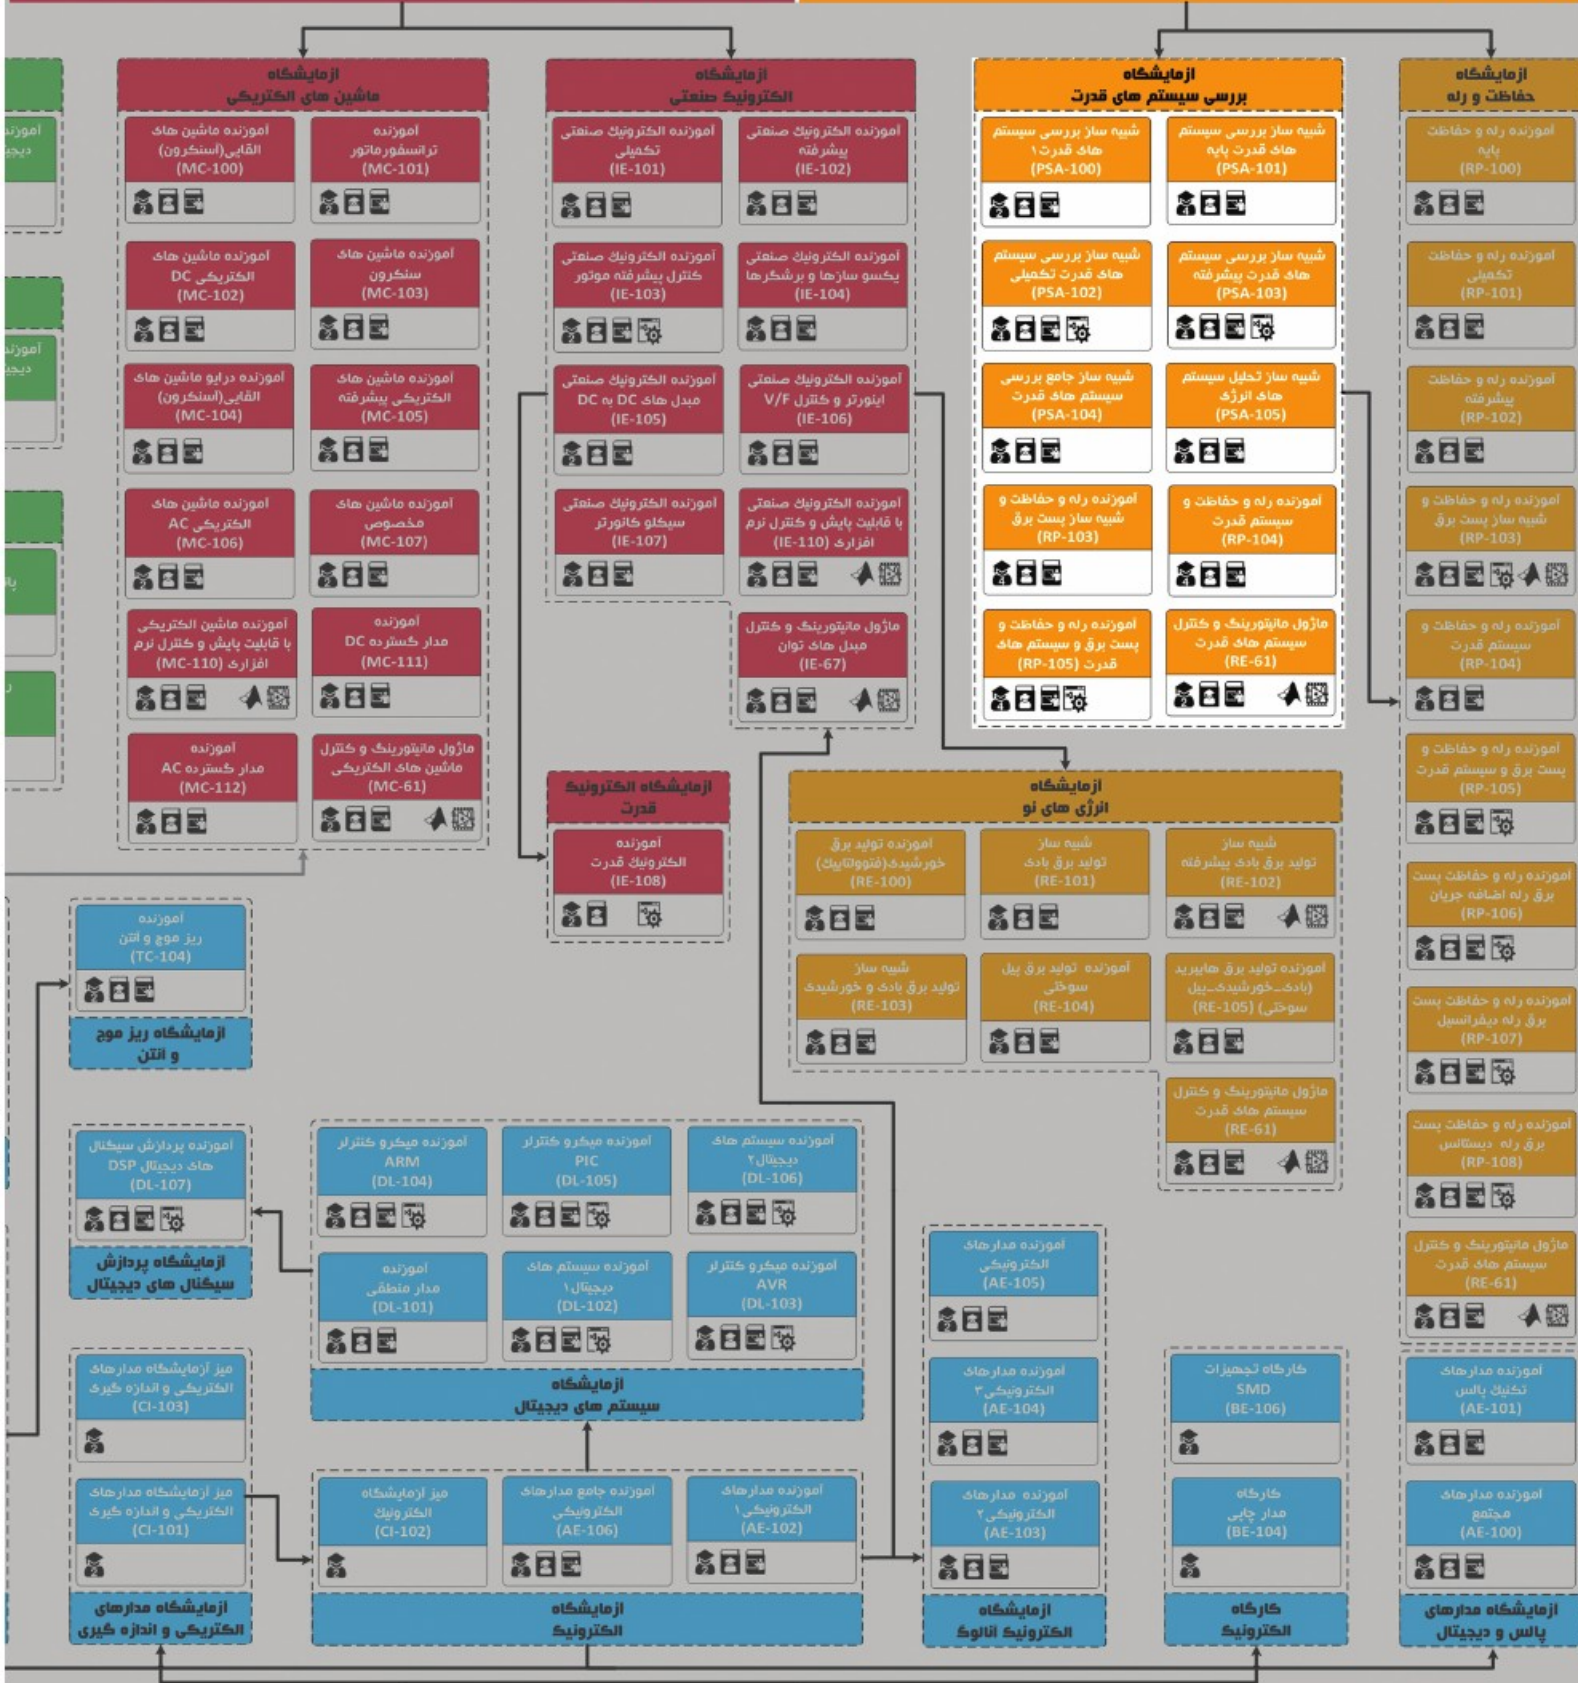 آزمایشگاه
ماشین های الکتریکی
آموزنده ماشین های
القایی(آسنکرون)
(MC-100)
آموزنده
ترانسفورماتور
(MC-101)
آموزنده ماشین های
الکتریکی DC
(MC-102)
آموزنده ماشین های
سنکرون
(MC-103)
آموزنده درایو ماشین های
القایی(آسنکرون)
(MC-104)
آموزنده ماشین های
الکتریکی پیشرفته
(MC-105)
آموزنده ماشین های
الکتریکی AC
(MC-106)
آموزنده ماشین های
مخصوص
(MC-107)
آموزنده ماشین الکتریکی
با قابلیت پایش و کنترل نرم
افزاری (MC-110)
آموزنده
مدار گسترده DC
(MC-111)
آموزنده
مدار گسترده AC
(MC-112)
ماژول مانیتورینگ و کنترل
ماشین های الکتریکی
(MC-61)
آزمایشگاه
الکترونیک صنعتی
آموزنده الکترونیک صنعتی
تکمیلی
(IE-101)
آموزنده الکترونیک صنعتی
پیشرفته
(IE-102)
آموزنده الکترونیک صنعتی
کنترل پیشرفته موتور
(IE-103)
آموزنده الکترونیک صنعتی
یکسو سازها و برشگرها
(IE-104)
آموزنده الکترونیک صنعتی
مبدل های DC به DC
(IE-105)
آموزنده الکترونیک صنعتی
اینورتر و کنترل V/F
(IE-106)
آموزنده الکترونیک صنعتی
سیکلو کانورتر
(IE-107)
آموزنده الکترونیک صنعتی
با قابلیت پایش و کنترل نرم
افزاری (IE-110)
ماژول مانیتورینگ و کنترل
مبدل های توان
(IE-67)
آزمایشگاه
بررسی سیستم های قدرت
شبیه ساز بررسی سیستم
های قدرت ۱
(PSA-100)
شبیه ساز بررسی سیستم
های قدرت پایه
(PSA-101)
شبیه ساز بررسی سیستم
های قدرت تکمیلی
(PSA-102)
شبیه ساز بررسی سیستم
های قدرت پیشرفته
(PSA-103)
شبیه ساز جامع بررسی
سیستم های قدرت
(PSA-104)
شبیه ساز تحلیل سیستم
های انرژی
(PSA-105)
آموزنده رله و حفاظت و
شبیه ساز پست برق
(RP-103)
آموزنده رله و حفاظت و
سیستم قدرت
(RP-104)
آموزنده رله و حفاظت و
پست برق و سیستم های
قدرت (RP-105)
ماژول مانیتورینگ و کنترل
سیستم های قدرت
(RE-61)
آزمایشگاه
حفاظت و رله
آموزنده رله و حفاظت
پایه
(RP-100)
آموزنده رله و حفاظت
تکمیلی
(RP-101)
آموزنده رله و حفاظت
پیشرفته
(RP-102)
آموزنده رله و حفاظت و
شبیه ساز پست برق
(RP-103)
آموزنده رله و حفاظت و
سیستم قدرت
(RP-104)
آموزنده رله و حفاظت و
پست برق و سیستم قدرت
(RP-105)
آموزنده رله و حفاظت پست
برق رله اضافه جریان
(RP-106)
آموزنده رله و حفاظت پست
برق رله دیفرانسیل
(RP-107)
آموزنده رله و حفاظت پست
برق رله دیستانس
(RP-108)
ماژول مانیتورینگ و کنترل
سیستم های قدرت
(RE-61)
آزمایشگاه الکترونیک
قدرت
آموزنده
الکترونیک قدرت
(IE-108)
آزمایشگاه
انرژی های نو
آموزنده تولید برق
خورشیدی(فتوولتاییک)
(RE-100)
شبیه ساز
تولید برق بادی
(RE-101)
شبیه ساز
تولید برق بادی پیشرفته
(RE-102)
شبیه ساز
تولید برق بادی و خورشیدی
(RE-103)
آموزنده تولید برق پیل
سوختی
(RE-104)
آموزنده تولید برق هایبرید
(بادی_خورشیدی_پیل
سوختی) (RE-105)
ماژول مانیتورینگ و کنترل
سیستم های قدرت
(RE-61)
آموزنده
ریز موج و آنتن
(TC-104)
آزمایشگاه ریز موج
و آنتن
آموزنده پردازش سیگنال
های دیجیتال DSP
(DL-107)
آزمایشگاه پردازش
سیگنال های دیجیتال
آموزنده میکرو کنترلر
ARM
(DL-104)
آموزنده میکرو کنترلر
PIC
(DL-105)
آموزنده سیستم های
دیجیتال۲
(DL-106)
آموزنده
مدار منطقی
(DL-101)
آموزنده سیستم های
دیجیتال۱
(DL-102)
آموزنده میکرو کنترلر
AVR
(DL-103)
آزمایشگاه
سیستم های دیجیتال
میز آزمایشگاه مدارهای
الکتریکی و اندازه گیری
(CI-103)
میز آزمایشگاه مدارهای
الکتریکی و اندازه گیری
(CI-101)
آزمایشگاه مدارهای
الکتریکی و اندازه گیری
میز آزمایشگاه
الکترونیک
(CI-102)
آموزنده جامع مدارهای
الکترونیکی
(AE-106)
آموزنده مدارهای
الکترونیکی۱
(AE-102)
آزمایشگاه
الکترونیک
آموزنده مدارهای
الکترونیکی
(AE-105)
آموزنده مدارهای
الکترونیکی۳
(AE-104)
آموزنده مدارهای
الکترونیکی۲
(AE-103)
آزمایشگاه
الکترونیک آنالوگ
کارگاه تجهیزات
SMD
(BE-106)
کارگاه
مدار چاپی
(BE-104)
کارگاه
الکترونیک
آموزنده مدارهای
تکنیک پالس
(AE-101)
آموزنده مدارهای
مجتمع
(AE-100)
آزمایشگاه مدارهای
پالس و دیجیتال